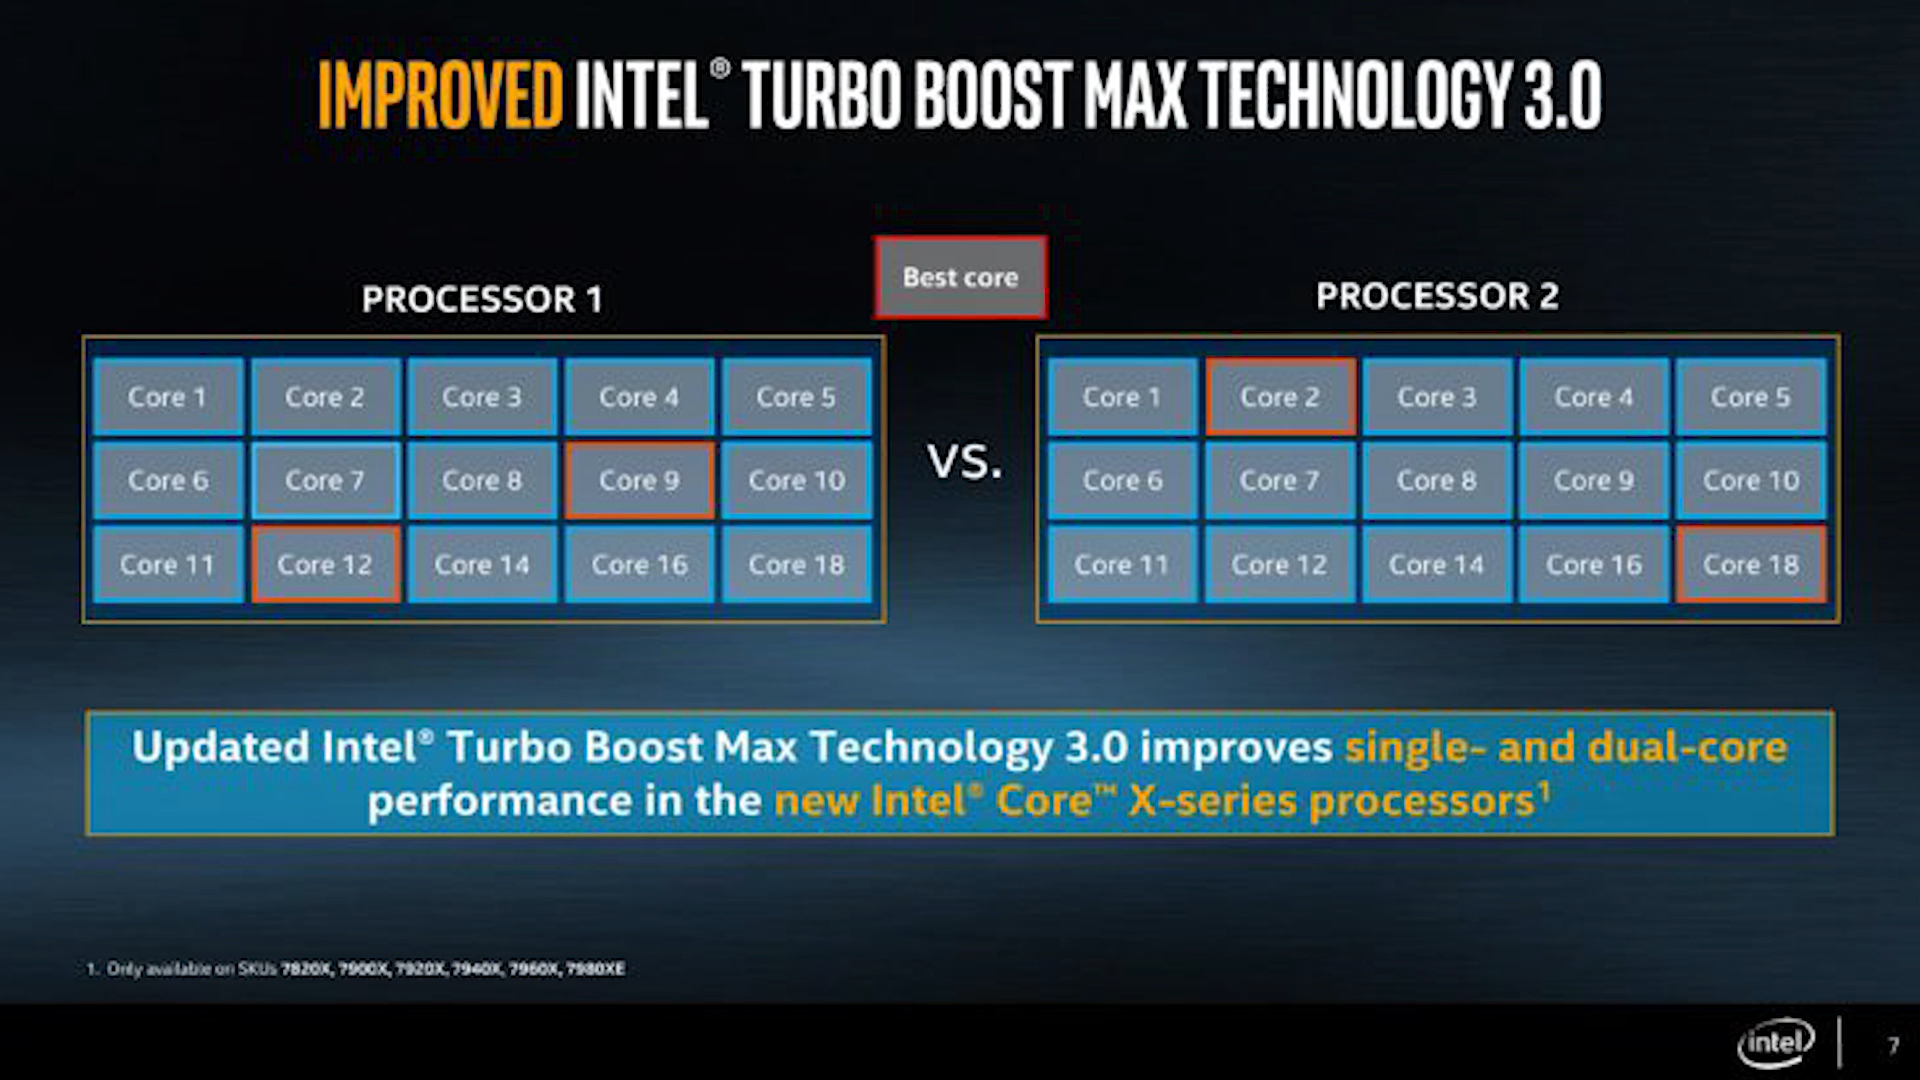 IMPROVED INTEL® TURBO BOOST MAX TECHNOLOGY 3.0
Best core
PROCESSOR 1
Core 1 Core 2 Core 3 Core 4 Core 5
Core 6 Core 7 Core 8 Core 9 Core 10
Core 11 Core 12 Core 14 Core 16 Core 18
vs.
PROCESSOR 2
Core 1 Core 2 Core 3 Core 4 Core 5
Core 6 Core 7 Core 8 Core 9 Core 10
Core 11 Core 12 Core 14 Core 16 Core 18
Updated Intel® Turbo Boost Max Technology 3.0 improves single- and dual-core
performance in the new Intel® Core™ X-series processors¹
1. Only available on SKUs 7820X, 7900X, 7920X, 7940X, 7960X, 7980XE
intel 7